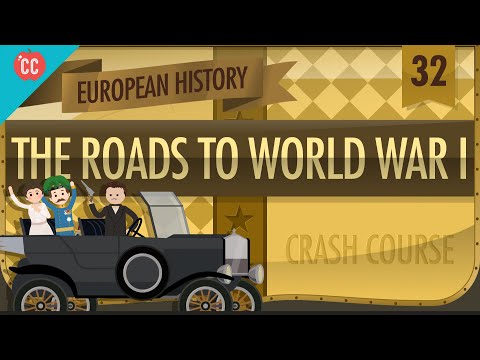 CC
EUROPEAN HISTORY
32
THE ROADS TO WORLD WAR I
CRASH COURSE